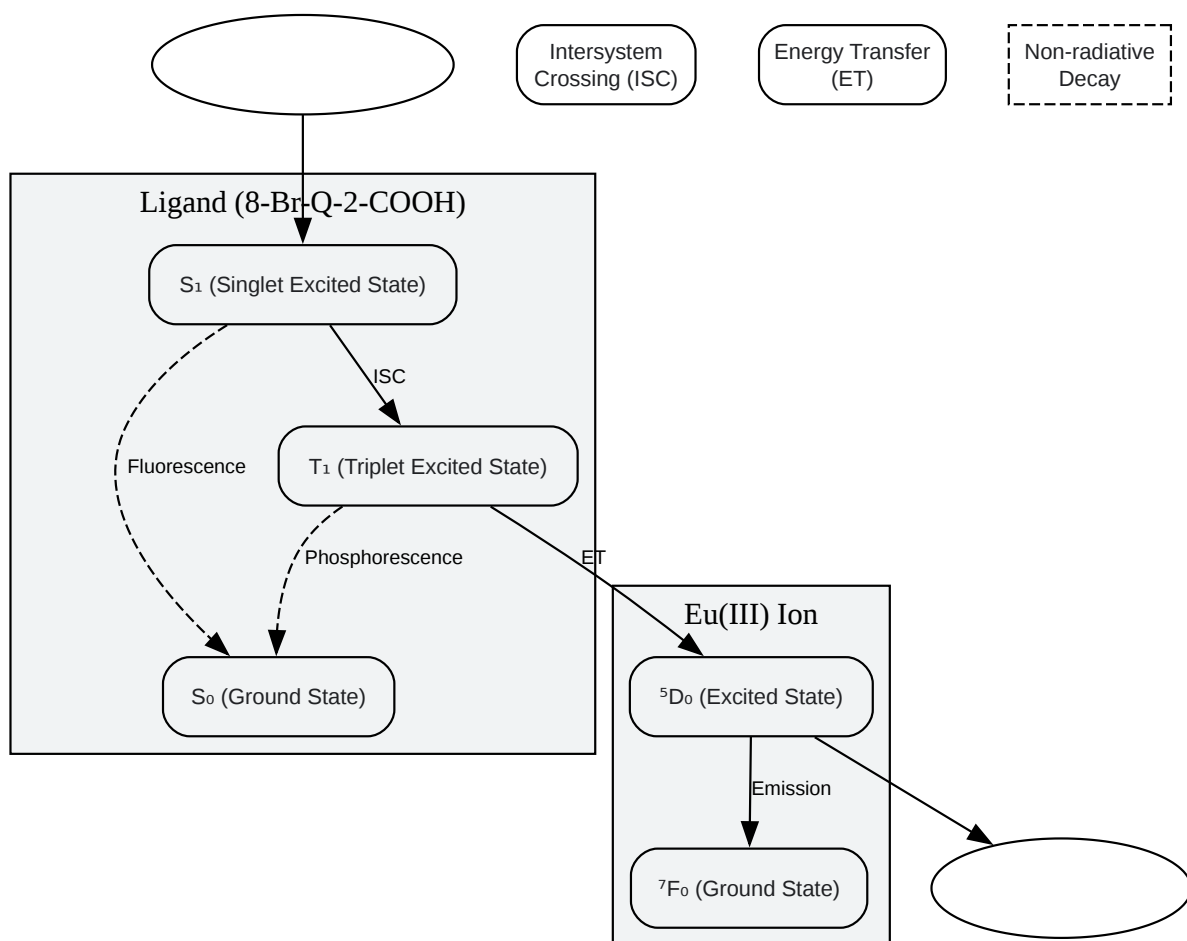 Intersystem
Crossing (ISC)
Energy Transfer
(ET)
Non-radiative
Decay
Ligand (8-Br-Q-2-COOH)
S₁ (Singlet Excited State)
ISC
Fluorescence
T₁ (Triplet Excited State)
Phosphorescence
ET
Eu(III) Ion
S₀ (Ground State)
⁵D₀ (Excited State)
Emission
⁷F₀ (Ground State)